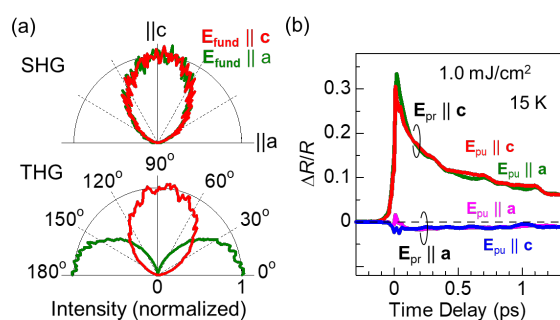 (a)
||c
E_fund || c
E_fund || a
SHG
||a
THG
90°
120°
60°
150°
30°
180°
0°
1
0
1
Intensity (normalized)
(b)
1.0 mJ/cm²
15 K
E_pr || c
E_pu || c
E_pu || a
E_pu || a
E_pu || c
E_pr || a
ΔR/R
0.3
0.2
0.1
0
0
0.5
1
Time Delay (ps)